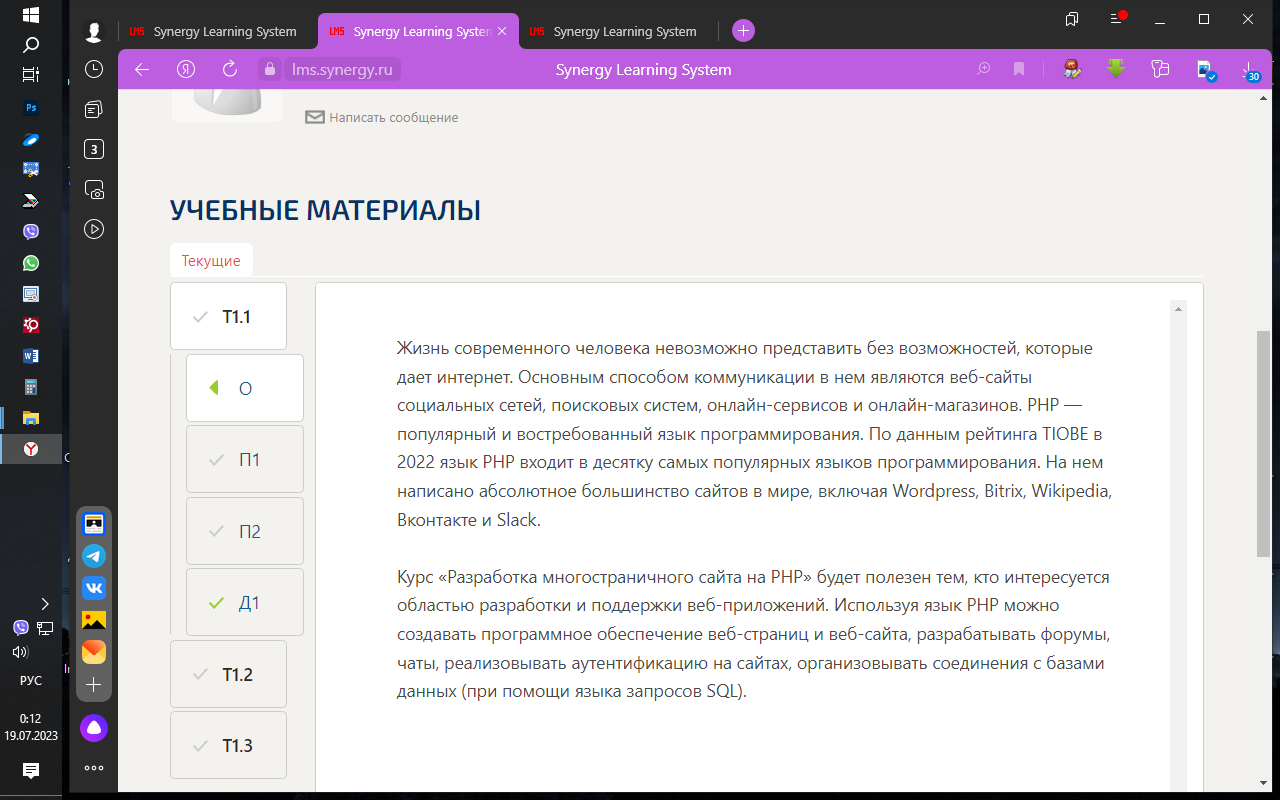 LMS Synergy Learning System
LMS Synergy Learning System
LMS Synergy Learning System
lms.synergy.ru
Synergy Learning System
30
3
Ps
Написать сообщение
УЧЕБНЫЕ МАТЕРИАЛЫ
Текущие
T1.1
О
П1
П2
Д1
T1.2
T1.3
Жизнь современного человека невозможно представить без возможностей, которые
дает интернет. Основным способом коммуникации в нем являются веб-сайты
социальных сетей, поисковых систем, онлайн-сервисов и онлайн-магазинов. PHP —
популярный и востребованный язык программирования. По данным рейтинга TIOBE в
2022 язык PHP входит в десятку самых популярных языков программирования. На нем
написано абсолютное большинство сайтов в мире, включая Wordpress, Bitrix, Wikipedia,
Вконтакте и Slack.
Курс «Разработка многостраничного сайта на PHP» будет полезен тем, кто интересуется
областью разработки и поддержки веб-приложений. Используя язык PHP можно
создавать программное обеспечение веб-страниц и веб-сайта, разрабатывать форумы,
чаты, реализовывать аутентификацию на сайтах, организовывать соединения с базами
данных (при помощи языка запросов SQL).
РУС
0:12
19.07.2023